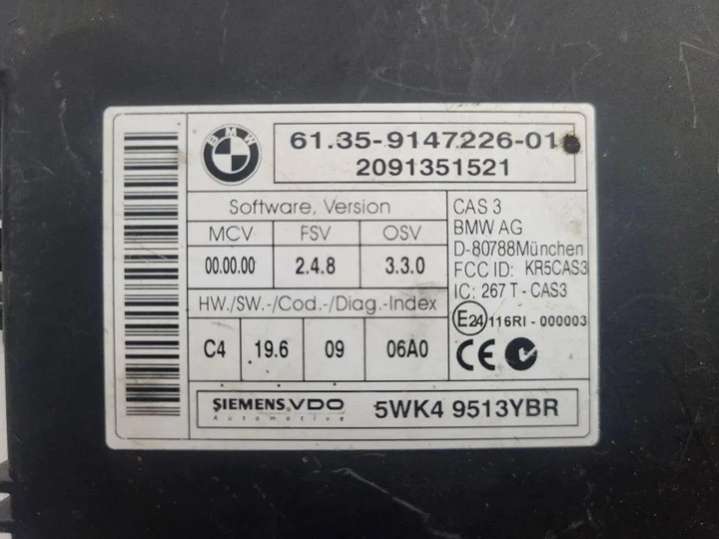 BMW
61.35-9147226-01
2091351521
Software, Version
MCV FSV OSV
00.00.00 2.4.8 3.3.0
HW./SW.-/Cod.-/Diag.-Index
C4 19.6 09 06A0
CAS 3
BMW AG
D-80788München
FCC ID: KR5CAS3
IC: 267 T - CAS3
E24 116RI - 000003
CE
SIEMENS VDO
Automotive
5WK4 9513YBR